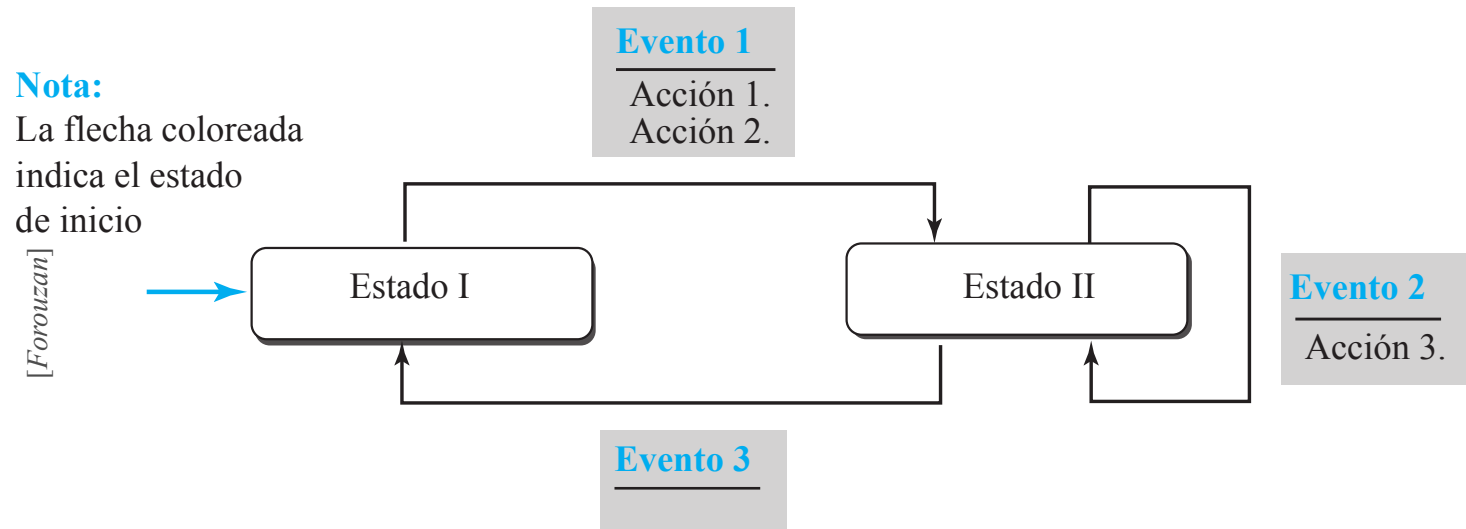 Evento 1
Acción 1.
Acción 2.
Nota:
La flecha coloreada
indica el estado
de inicio
[Forouzan]
Estado I
Estado II
Evento 2
Acción 3.
Evento 3